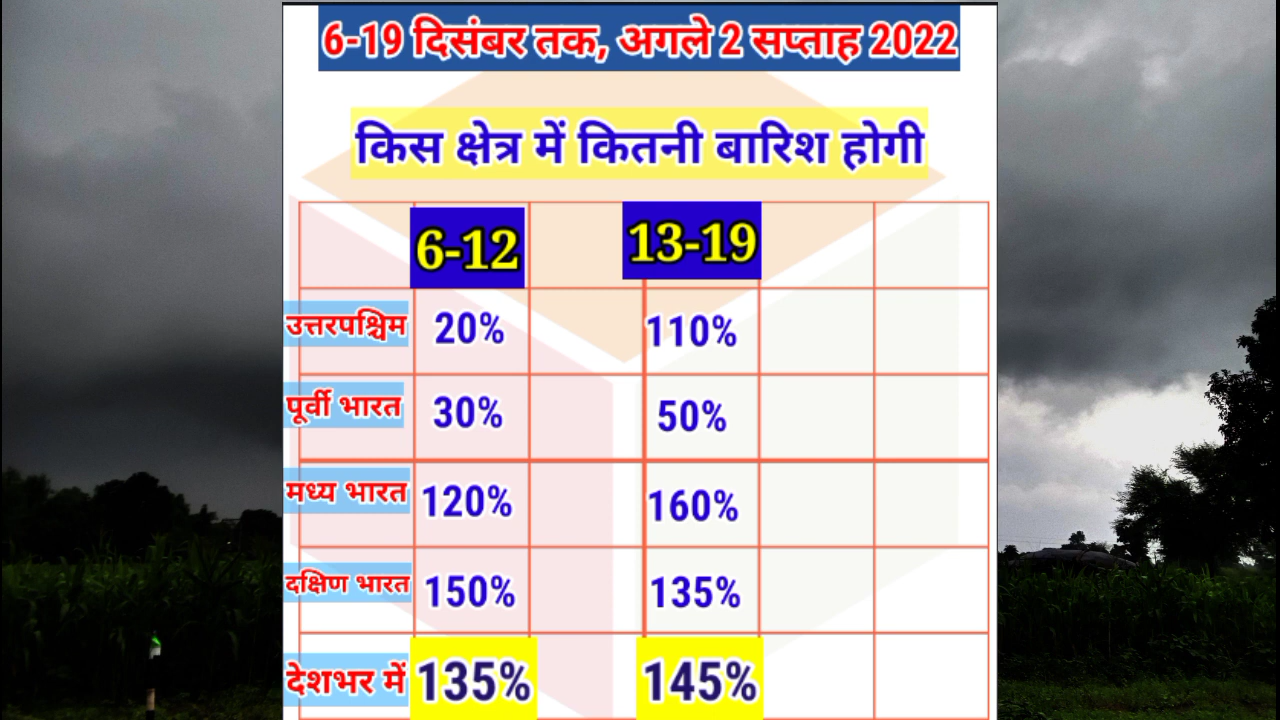 6-19 दिसंबर तक, अगले 2 सप्ताह 2022
किस क्षेत्र में कितनी बारिश होगी
6-12 13-19
उत्तरपश्चिम 20% 110%
पूर्वी भारत 30% 50%
मध्य भारत 120% 160%
दक्षिण भारत 150% 135%
देशभर में 135% 145%